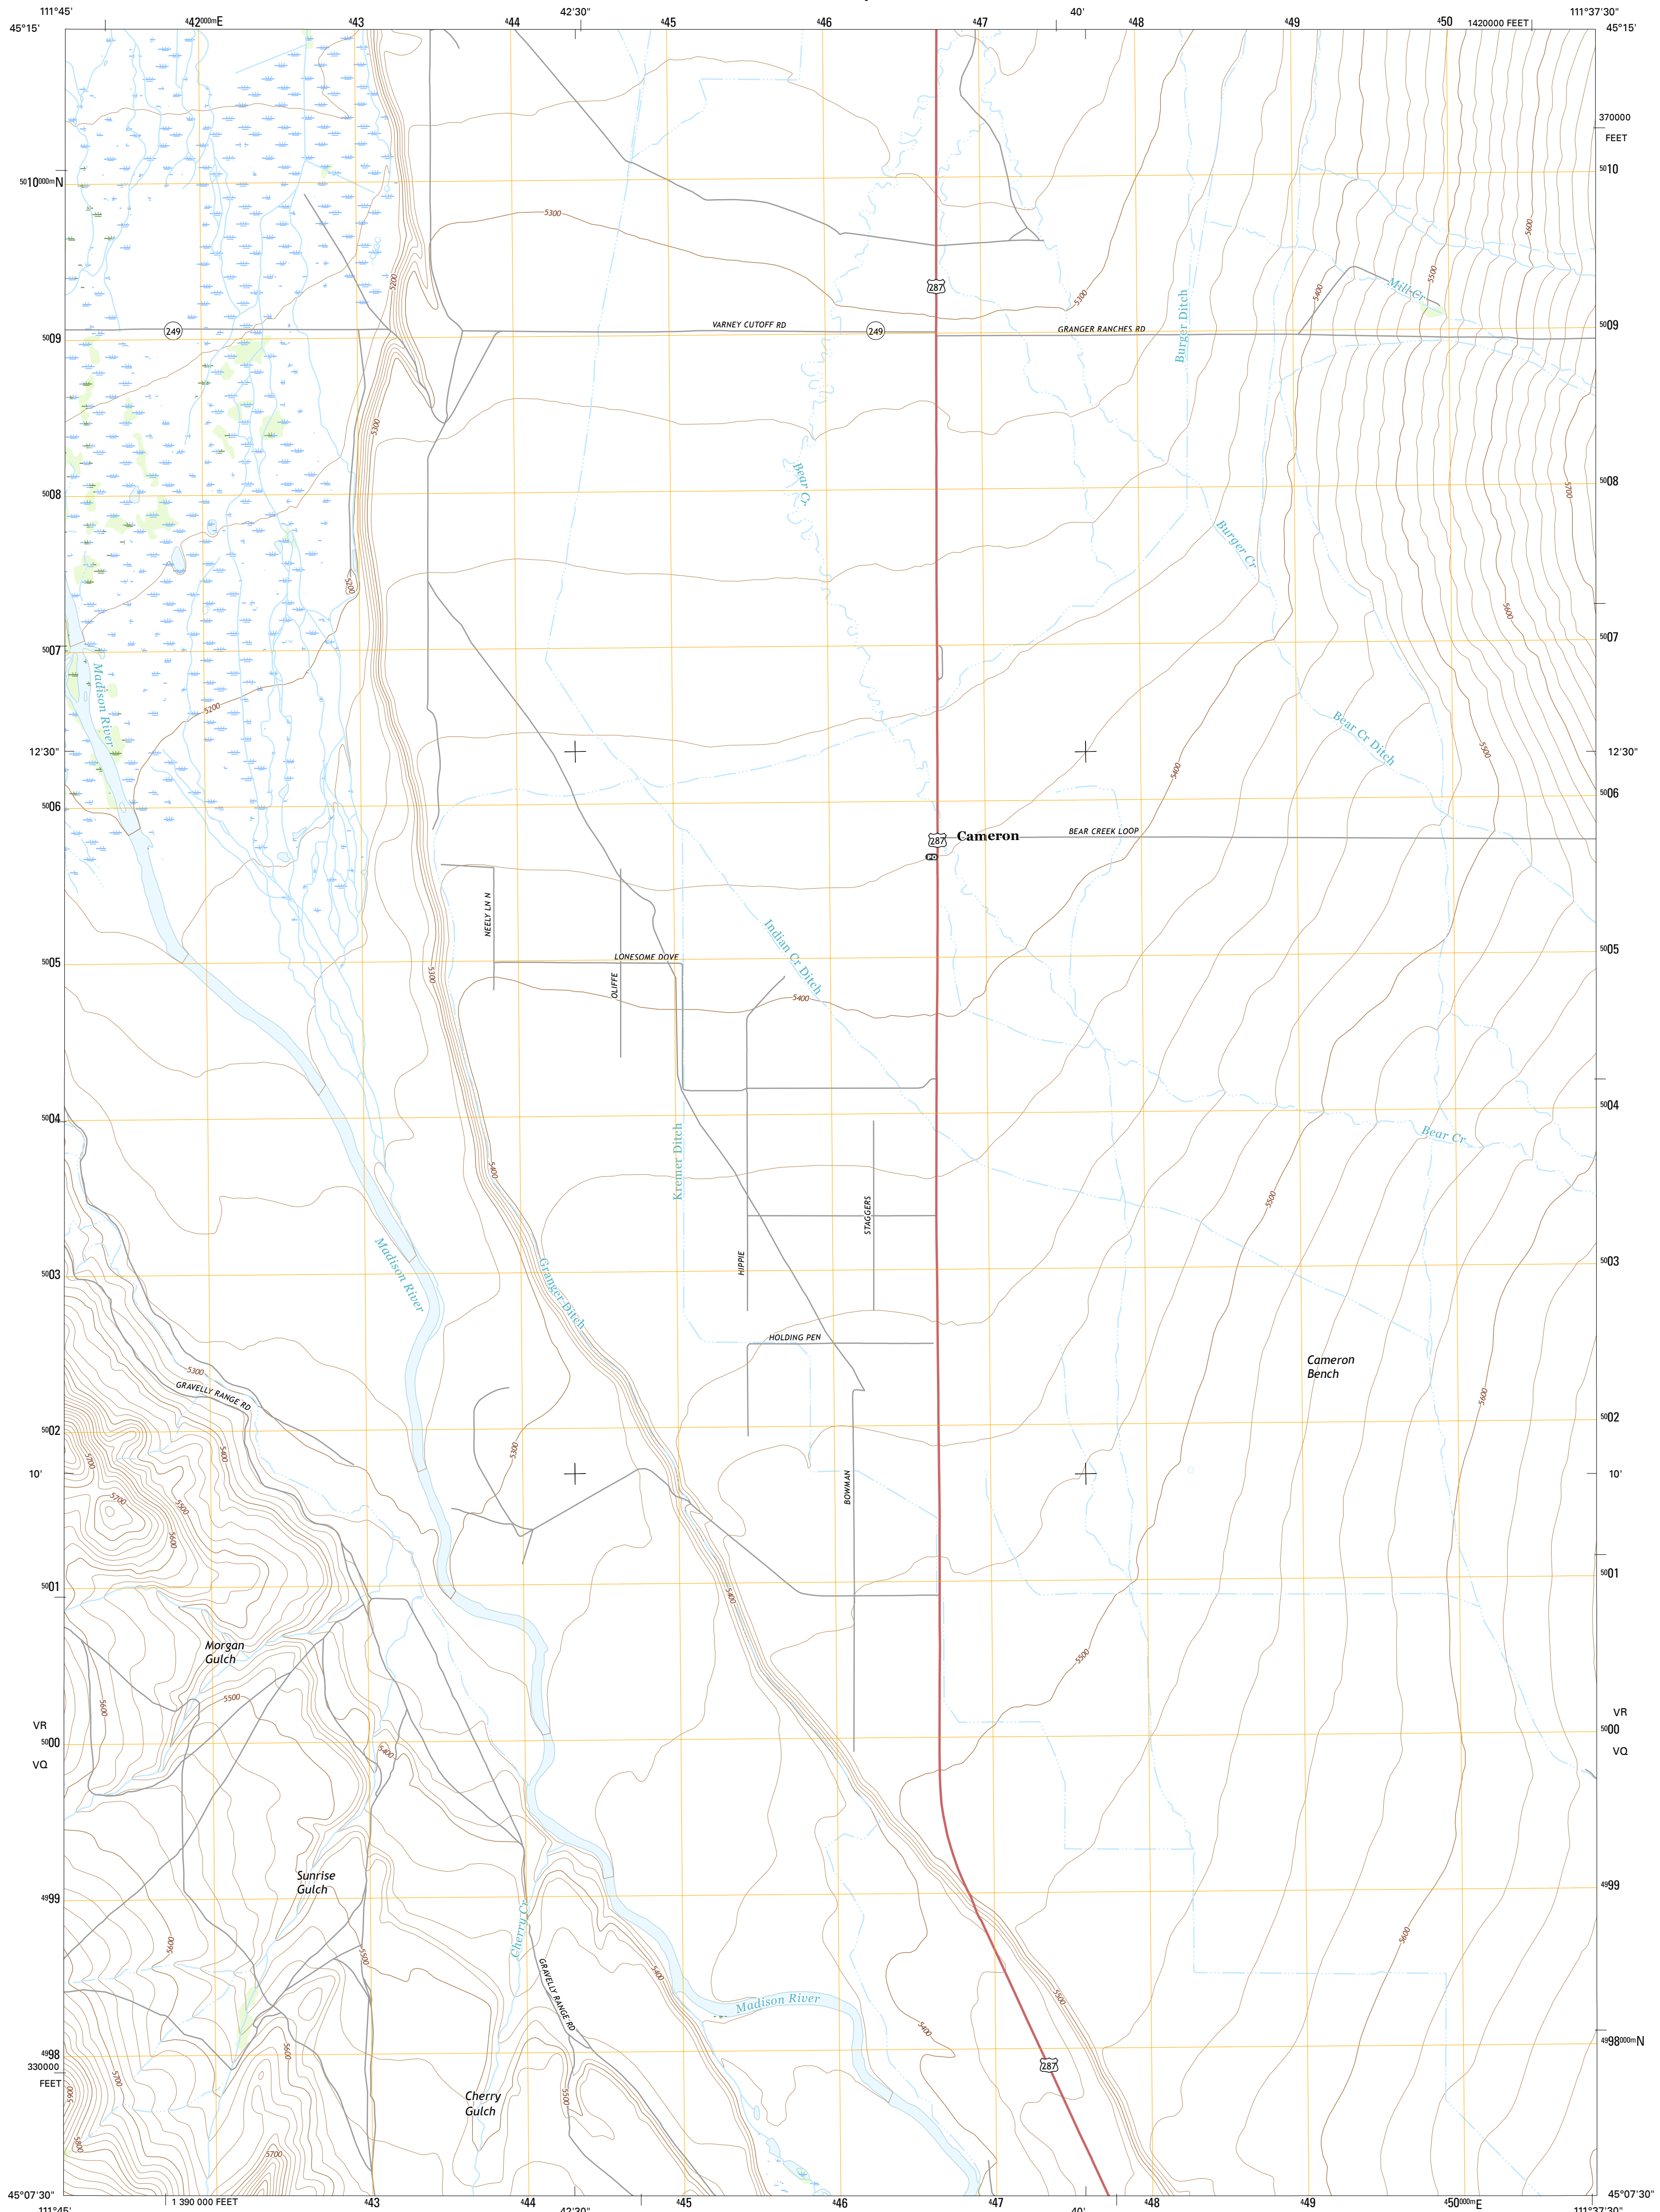 111°45' 442000mE 443 444 42'30" 445 446 447 40' 448 449 450 1420000 FEET 111°37'30"
45°15' 45°15'
370000
FEET
5010000mN 5010
5300
5600
5200
5500
5400
Mill Cr
287
5300
249 VARNEY CUTOFF RD 249 GRANGER RANCHES RD
Burger Ditch
5009 5009
5300
Bear Cr
5008 5008
5700
Burger Cr
5200
5600
5007 5007
Madison River
5200
Bear Cr Ditch
12'30" 12'30"
5500
5400
5006 5006
287 Cameron BEAR CREEK LOOP
PO
NEELY LN N
Indian Cr Ditch
5005 LONESOME DOVE 5005
5300
OLIFFE
5400
5004 5004
Bear Cr
Kremer Ditch
5400
5500
STAGGERS
Madison River
HIPPIE
Granger Ditch
5003 5003
HOLDING PEN
Cameron
Bench
5300
GRAVELLY RANGE RD
5600
5002 5002
5400
5300
5700
10' 10'
BOWMAN
5700
5500
5600
5001 5001
5400
Morgan
Gulch
5500
5500
5600
VR VR
5000 5000
5400
VQ VQ
Sunrise
Gulch
4999 4999
Cherry Cr
5600
5600
5500
5400
GRAVELLY RANGE RD
Madison River
5500
5400
5600
4998 4998000mN
287
330000
FEET
5700
5900
Cherry
Gulch
5500
5800
5700
45°07'30" 45°07'30"
111°45' 1 390 000 FEET 443 444 42'30" 445 446 447 40' 448 449 450000mE 111°37'30"